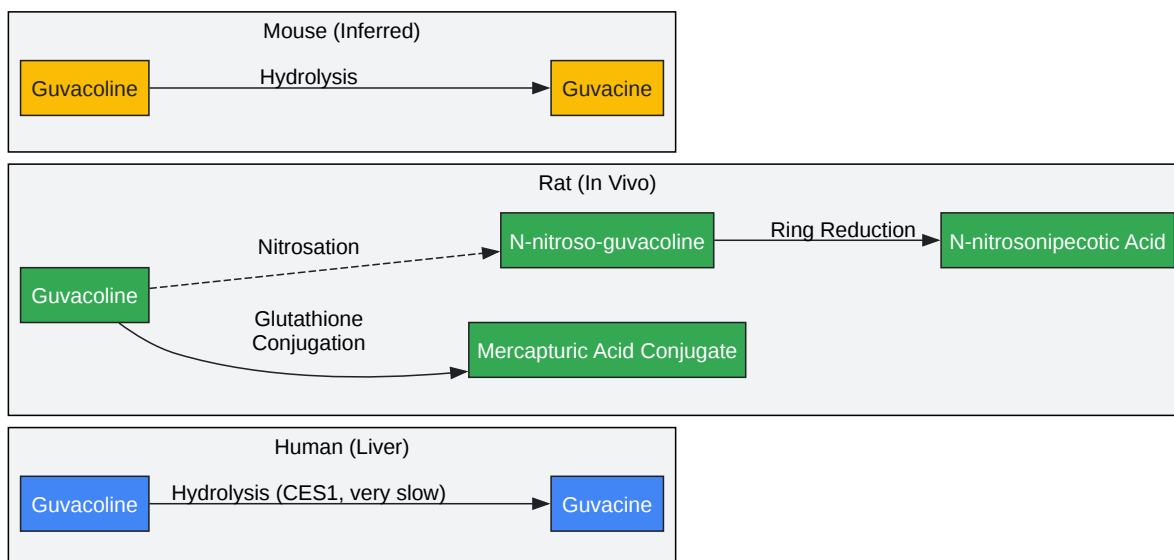 Mouse (Inferred)
Guvacoline
Hydrolysis
Guvacine
Rat (In Vivo)
Guvacoline
Nitrosation
N-nitroso-guvacoline
Ring Reduction
N-nitrosonipecotic Acid
Glutathione
Conjugation
Mercapturic Acid Conjugate
Human (Liver)
Guvacoline
Hydrolysis (CES1, very slow)
Guvacine